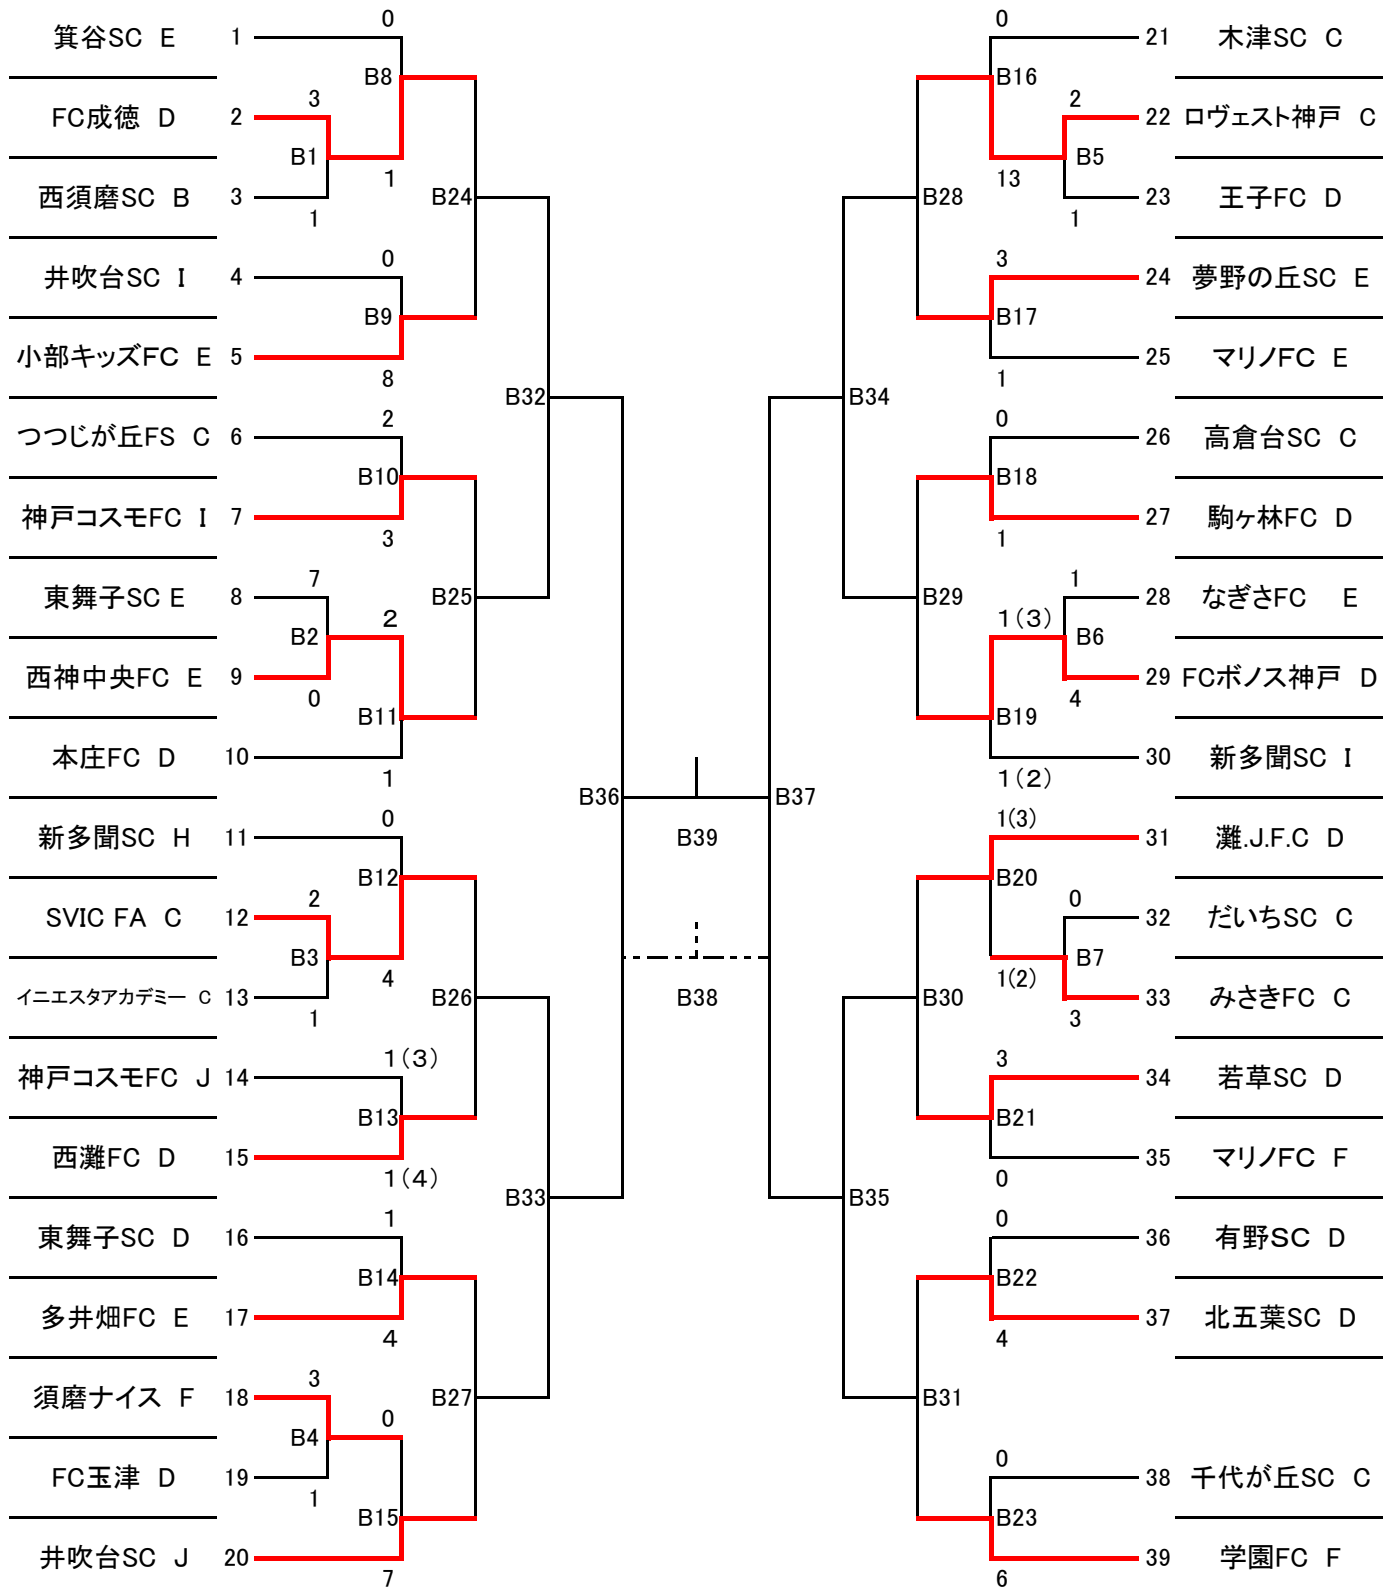 0
箕谷SC E 1
B8
3
FC成徳 D 2
B1
1
西須磨SC B 3
B24
1
0
井吹台SC I 4
B9
小部キッズFC E 5
8
B32
2
つつじが丘FS C 6
B10
神戸コスモFC I 7
3
7
東舞子SC E 8
B25
2
B2
西神中央FC E 9
0
B11
本庄FC D 10
1
B36
0
新多聞SC H 11
B12
2
SVIC FA C 12
B3
4
イニエスタアカデミー C 13
B26
1
1(3)
神戸コスモFC J 14
B13
西灘FC D 15
1(4)
B33
1
東舞子SC D 16
B14
多井畑FC E 17
4
3
須磨ナイス F 18
B27
0
B4
FC玉津 D 19
1
B15
井吹台SC J 20
7
B39
B38
0
21 木津SC C
B16
2
22 ロヴェスト神戸 C
B5
13
23 王子FC D
B28
1
3
24 夢野の丘SC E
B17
25 マリノFC E
1
B34
0
26 高倉台SC C
B18
27 駒ヶ林FC D
1
1
28 なぎさFC E
B29
1(3)
B6
29 FCボノス神戸 D
4
B19
30 新多聞SC I
1(2)
B37
1(3)
31 灘.J.F.C D
B20
0
32 だいちSC C
B7
1(2)
33 みさきFC C
B30
3
3
34 若草SC D
B21
35 マリノFC F
0
B35
0
36 有野SC D
B22
37 北五葉SC D
4
B31
0
38 千代が丘SC C
B23
39 学園FC F
6